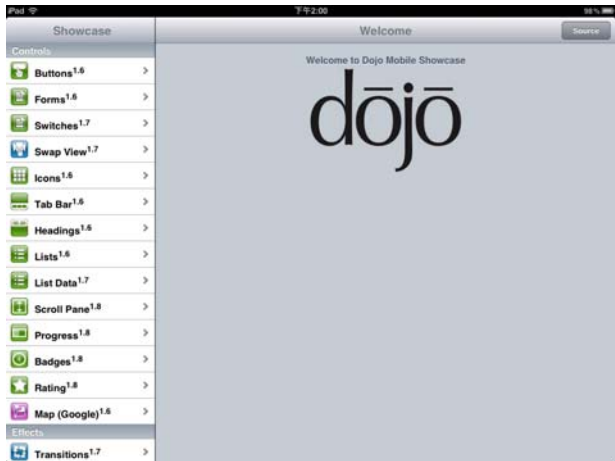 iPad 下午2:00 98%
Showcase Welcome Source
Controls
Buttons1.6
Forms1.6
Switches1.7
Swap View1.7
Icons1.6
Tab Bar1.6
Headings1.6
Lists1.6
List Data1.7
Scroll Pane1.8
Progress1.8
Badges1.8
Rating1.8
Map (Google)1.6
Effects
Transitions1.7
Welcome to Dojo Mobile Showcase
dōjō